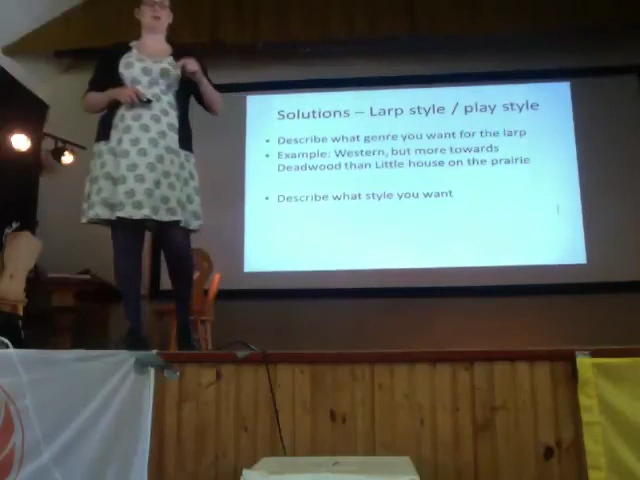 Solutions – Larp style / play style
• Describe what genre you want for the larp
• Example: Western, but more towards
Deadwood than Little house on the prairie
• Describe what style you want